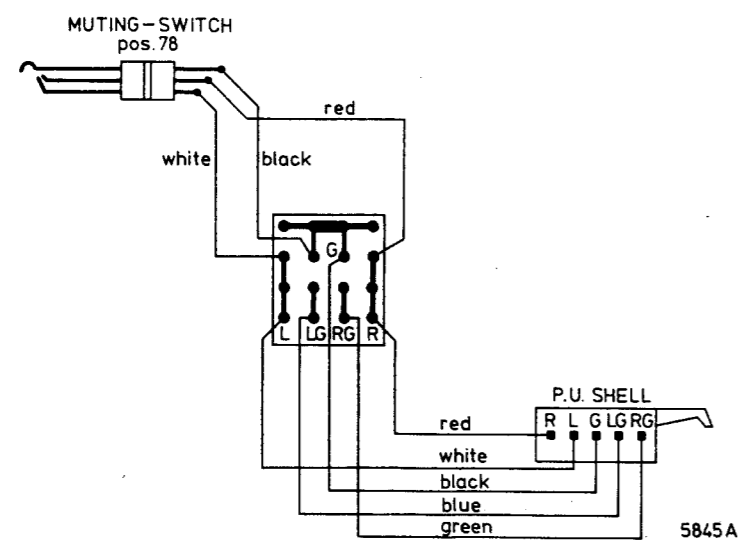 MUTING-SWITCH
pos. 78
red
white
black
G
L LG RG R
P.U. SHELL
R L G LG RG
red
white
black
blue
green
5845A